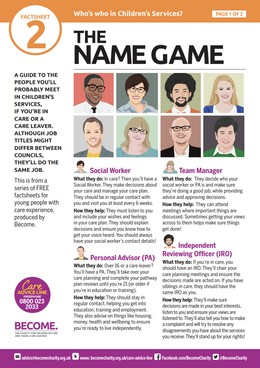 FACTSHEET
2
Who's who in Children's Services?
PAGE 1 OF 2
THE
NAME GAME
A GUIDE TO THE
PEOPLE YOU'LL
PROBABLY MEET
IN CHILDREN'S
SERVICES,
IF YOU'RE IN
CARE OR A
CARE LEAVER.
ALTHOUGH JOB
TITLES MIGHT
DIFFER BETWEEN
COUNCILS,
THEY'LL DO THE
SAME JOB.
This is from a
series of FREE
factsheets for
young people with
care experience,
produced by
Become.
Care
ADVICE LINE
FREEPHONE
0800 023
2033
BECOME.
Social Worker
What they do: In care? Then you'll have a
Social Worker. They make decisions about
your care and manage your care plan.
They should be in regular contact with
you and visit you at least every 6 weeks.
How they help: They must listen to you
and include your wishes and feelings
in your care plan. They should explain
decisions and ensure you know how to
get your voice heard. You should always
have your social worker's contact details!
Personal Advisor (PA)
What they do: Over 16 or a care leaver?
You'll have a PA. They'll take over your
care planning and complete your pathway
plan reviews until you're 21 (or older if
you're in education or training).
How they help: They should stay in
regular contact, helping you get into
education, training and employment.
They also advise on things like housing,
money, health and wellbeing to ensure
you're ready to live independently.
Team Manager
What they do: They decide who your
social worker or PA is and make sure
they're doing a good job, while providing
advice and approving decisions.
How they help: They can attend
meetings where important things are
discussed. Sometimes getting your view
across to them helps make sure things
get done!
Independent
Reviewing Officer (IRO)
What they do: If you're in care, you
should have an IRO. They'll chair your
care planning meetings and ensure the
decisions made are acted on. If you have
siblings in care, they should have the
same IRO as you.
How they help: They'll make sure
decisions are made in your best interests,
listen to you and ensure your views are
listened to. They'll also tell you how to make
a complaint and will try to resolve any
disagreements you have about the services
you receive. They'll stand up for your rights!
advice@becomecharity.org.uk
www.becomecharity.org.uk/care-advice-line
Facebook.com/BecomeCharity
@BecomeCharity